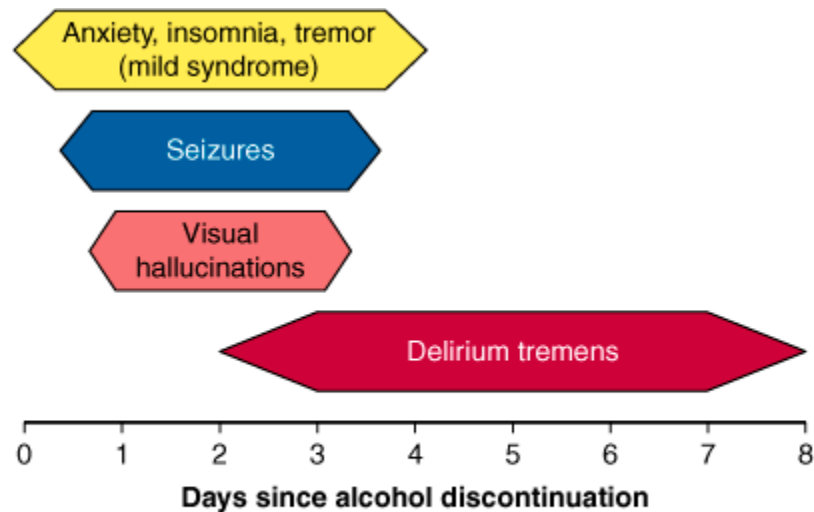 Anxiety, insomnia, tremor
(mild syndrome)
Seizures
Visual
hallucinations
Delirium tremens
0 1 2 3 4 5 6 7 8
Days since alcohol discontinuation